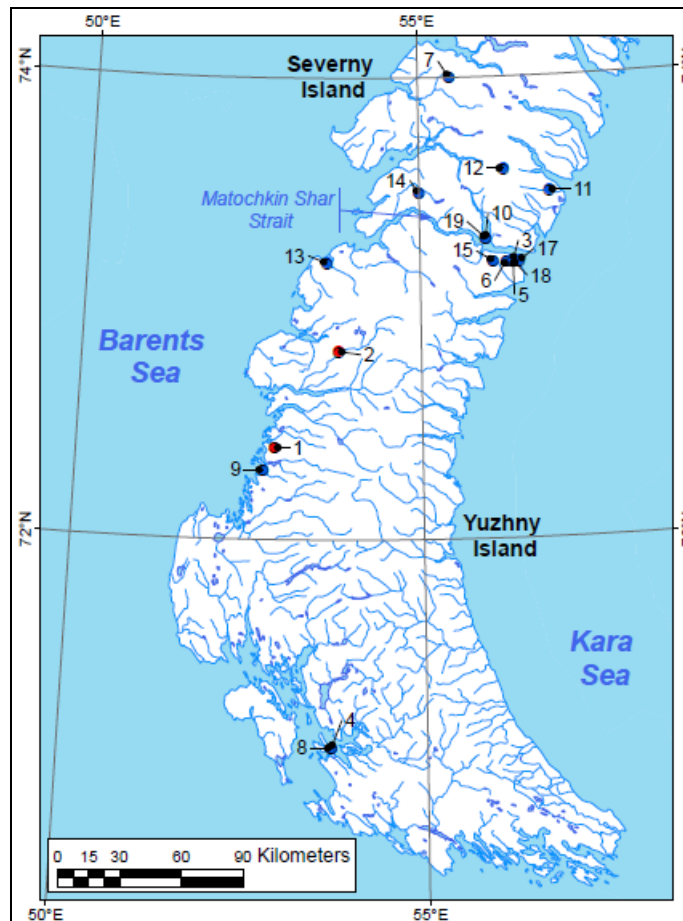 50°E 55°E
74°N
7
Severny
Island
12
14
11
Matochkin Shar
Strait
10
19
3
17
15
13
6
18
5
Barents
Sea
2
1
9
72°N
Yuzhny
Island
Kara
Sea
4
8
0 15 30 60 90 Kilometers
50°E 55°E